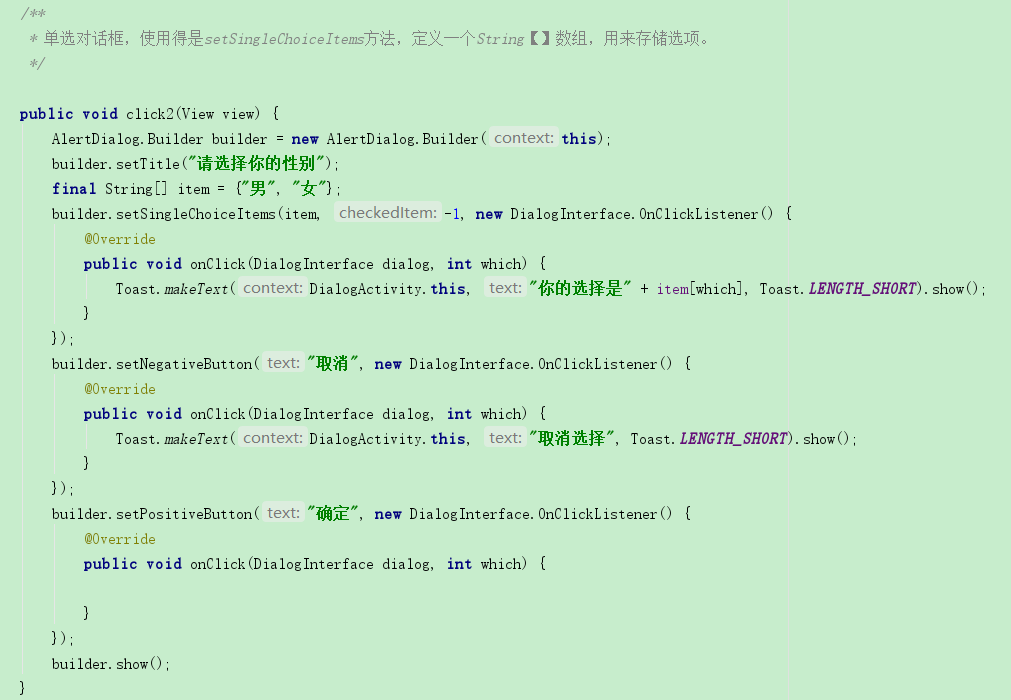 /**
* 单选对话框，使用得是setSingleChoiceItems方法，定义一个String【】数组，用来存储选项。
*/
public void click2(View view) {
AlertDialog.Builder builder = new AlertDialog.Builder( context: this);
builder.setTitle("请选择你的性别");
final String[] item = {"男", "女"};
builder.setSingleChoiceItems(item, checkedItem: -1, new DialogInterface.OnClickListener() {
@Override
public void onClick(DialogInterface dialog, int which) {
Toast.makeText( context: DialogActivity.this, text: "你的选择是" + item[which], Toast.LENGTH_SHORT).show();
}
});
builder.setNegativeButton( text: "取消", new DialogInterface.OnClickListener() {
@Override
public void onClick(DialogInterface dialog, int which) {
Toast.makeText( context: DialogActivity.this, text: "取消选择", Toast.LENGTH_SHORT).show();
}
});
builder.setPositiveButton( text: "确定", new DialogInterface.OnClickListener() {
@Override
public void onClick(DialogInterface dialog, int which) {
}
});
builder.show();
}